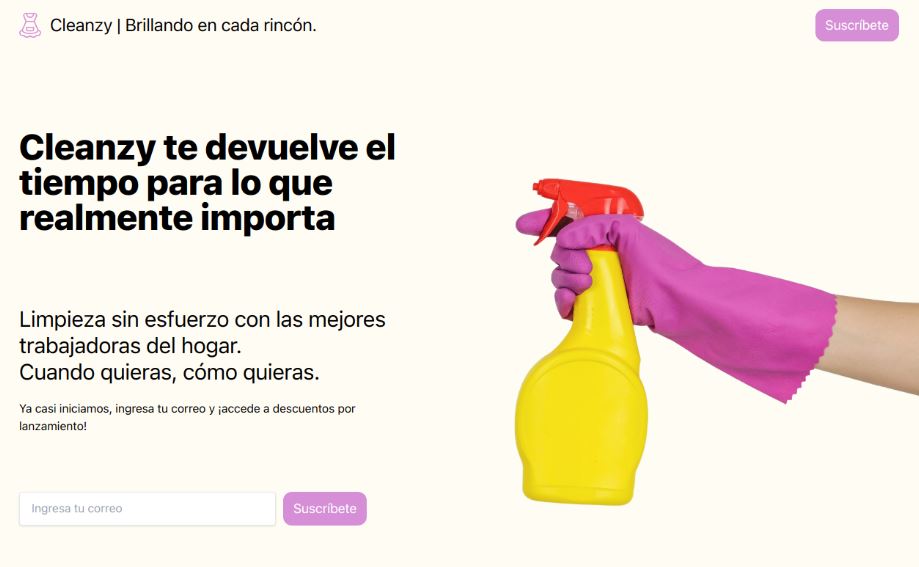 Cleanzy | Brillando en cada rincón.
Suscríbete
Cleanzy te devuelve el
tiempo para lo que
realmente importa
Limpieza sin esfuerzo con las mejores
trabajadoras del hogar.
Cuando quieras, cómo quieras.
Ya casi iniciamos, ingresa tu correo y ¡accede a descuentos por
lanzamiento!
Ingresa tu correo
Suscríbete